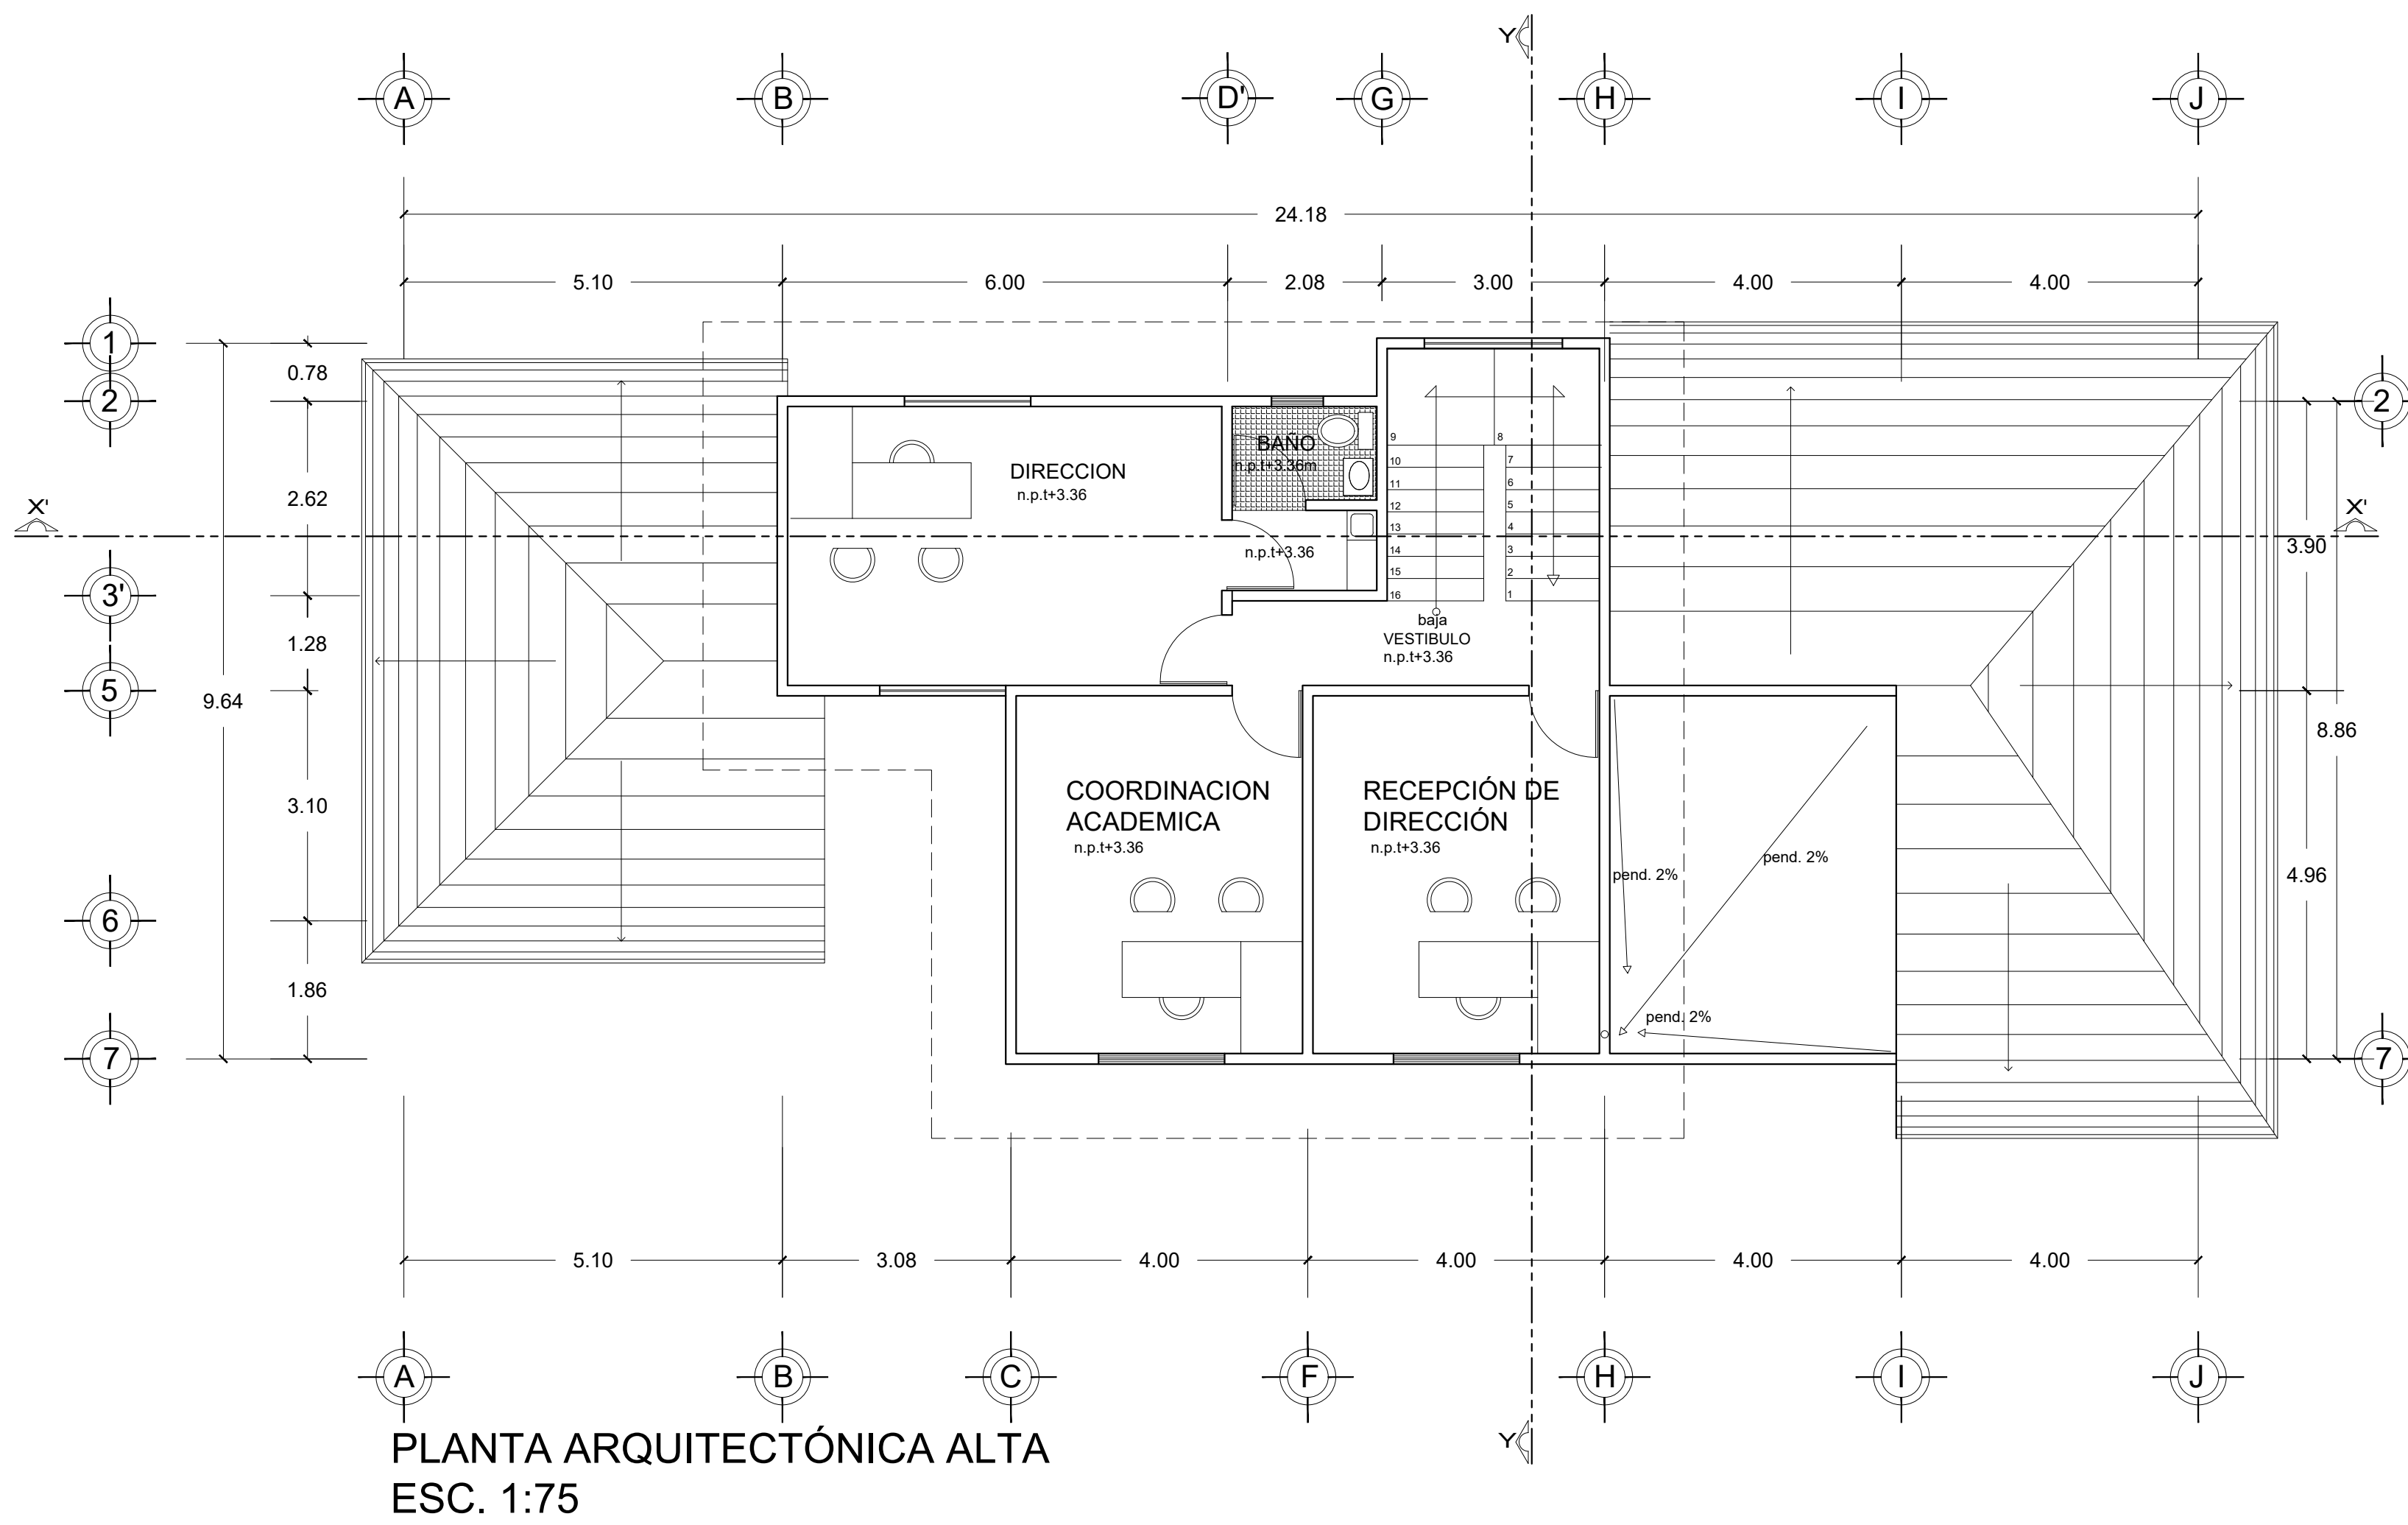 Y
A
B
D'
G
H
I
J
24.18
5.10
6.00
2.08
3.00
4.00
4.00
1
0.78
2
2
BAÑO
n.p.t+3.36m
DIRECCION
n.p.t+3.36
9
8
10
7
11
6
12
5
13
4
14
3
15
2
16
1
2.62
X'
X'
3.90
n.p.t+3.36
3'
1.28
baja
VESTIBULO
n.p.t+3.36
5
9.64
8.86
3.10
COORDINACION
ACADEMICA
n.p.t+3.36
RECEPCIÓN DE
DIRECCIÓN
n.p.t+3.36
pend. 2%
pend. 2%
4.96
6
1.86
pend. 2%
7
7
5.10
3.08
4.00
4.00
4.00
4.00
A
B
C
F
H
I
J
Y
PLANTA ARQUITECTÓNICA ALTA
ESC. 1:75